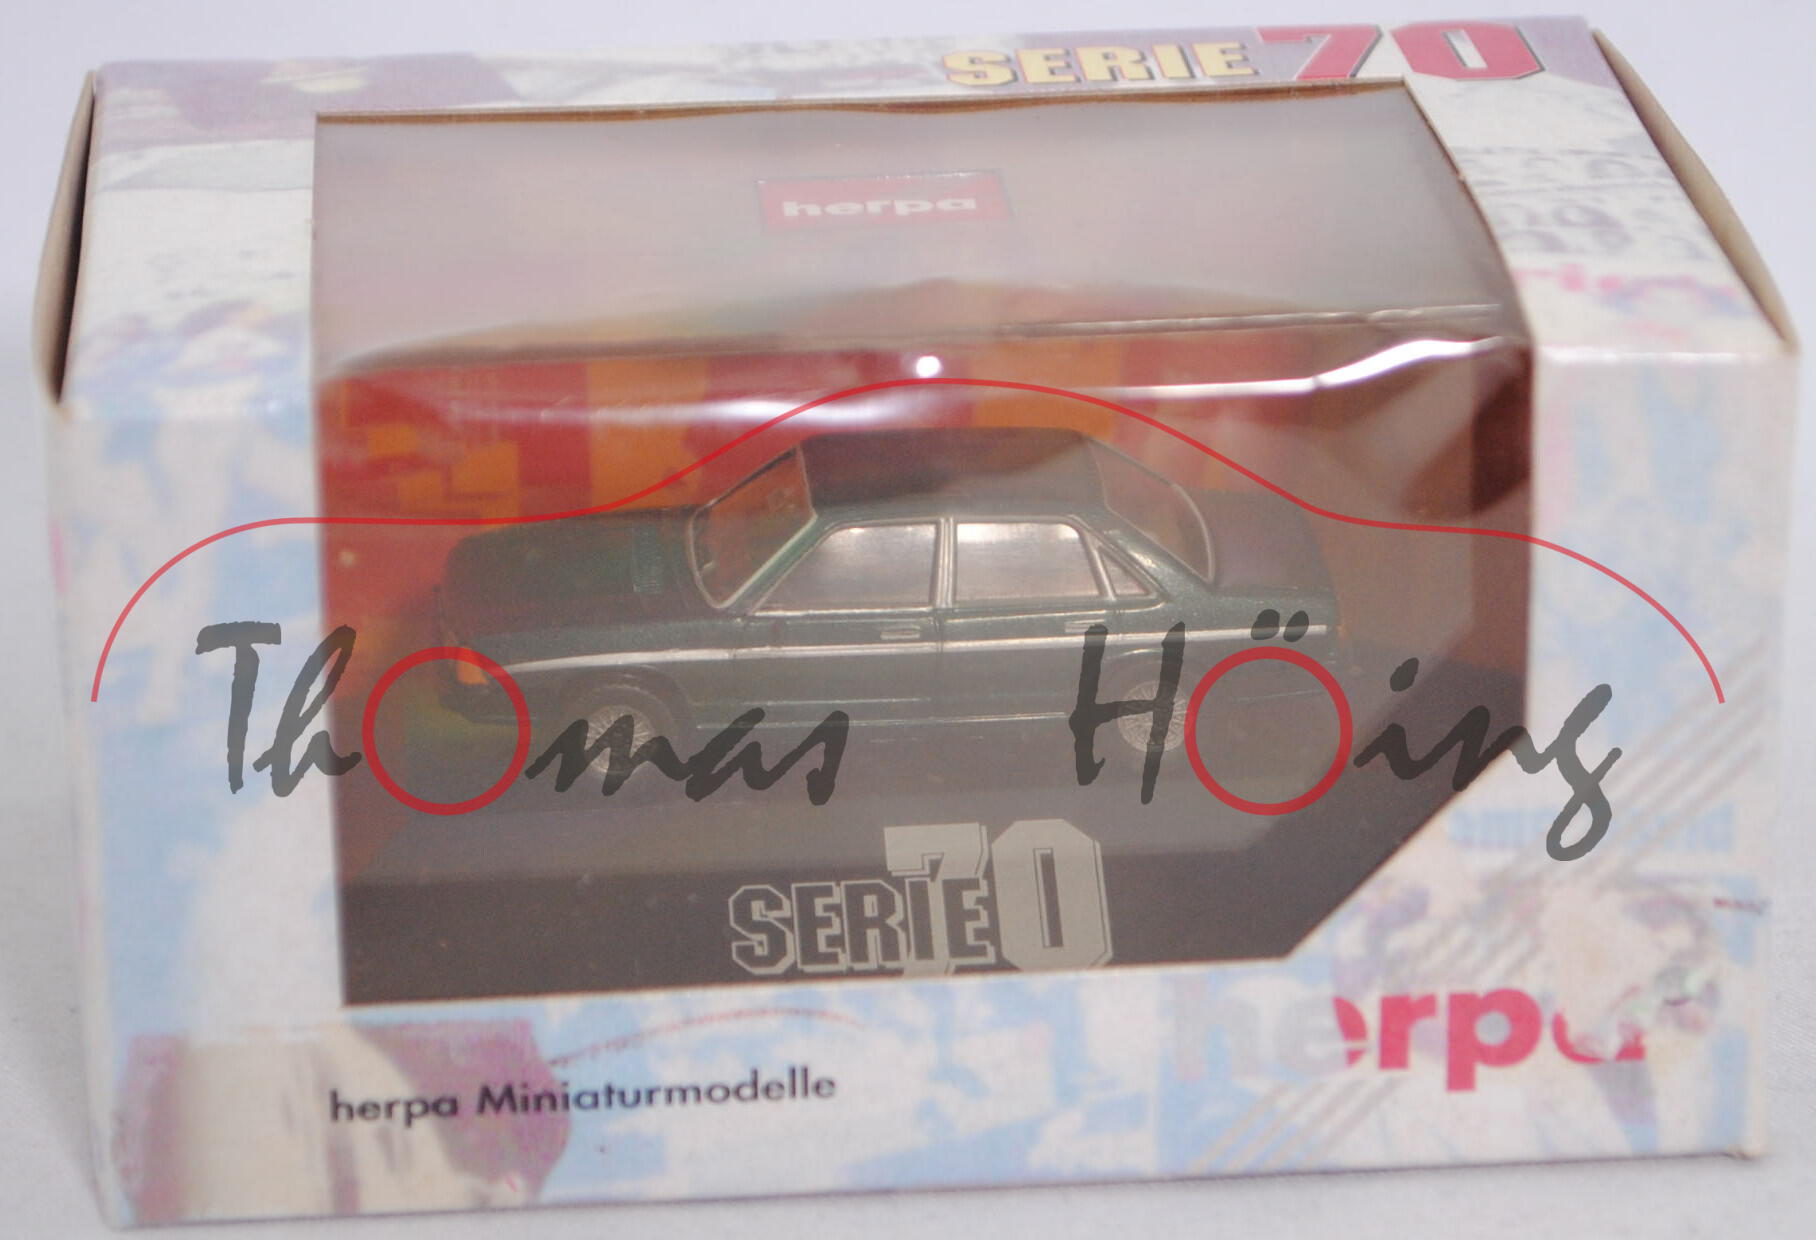 SERIE 70
herpa
Thomas Höing
SERIE 70
herpa
herpa Miniaturmodelle